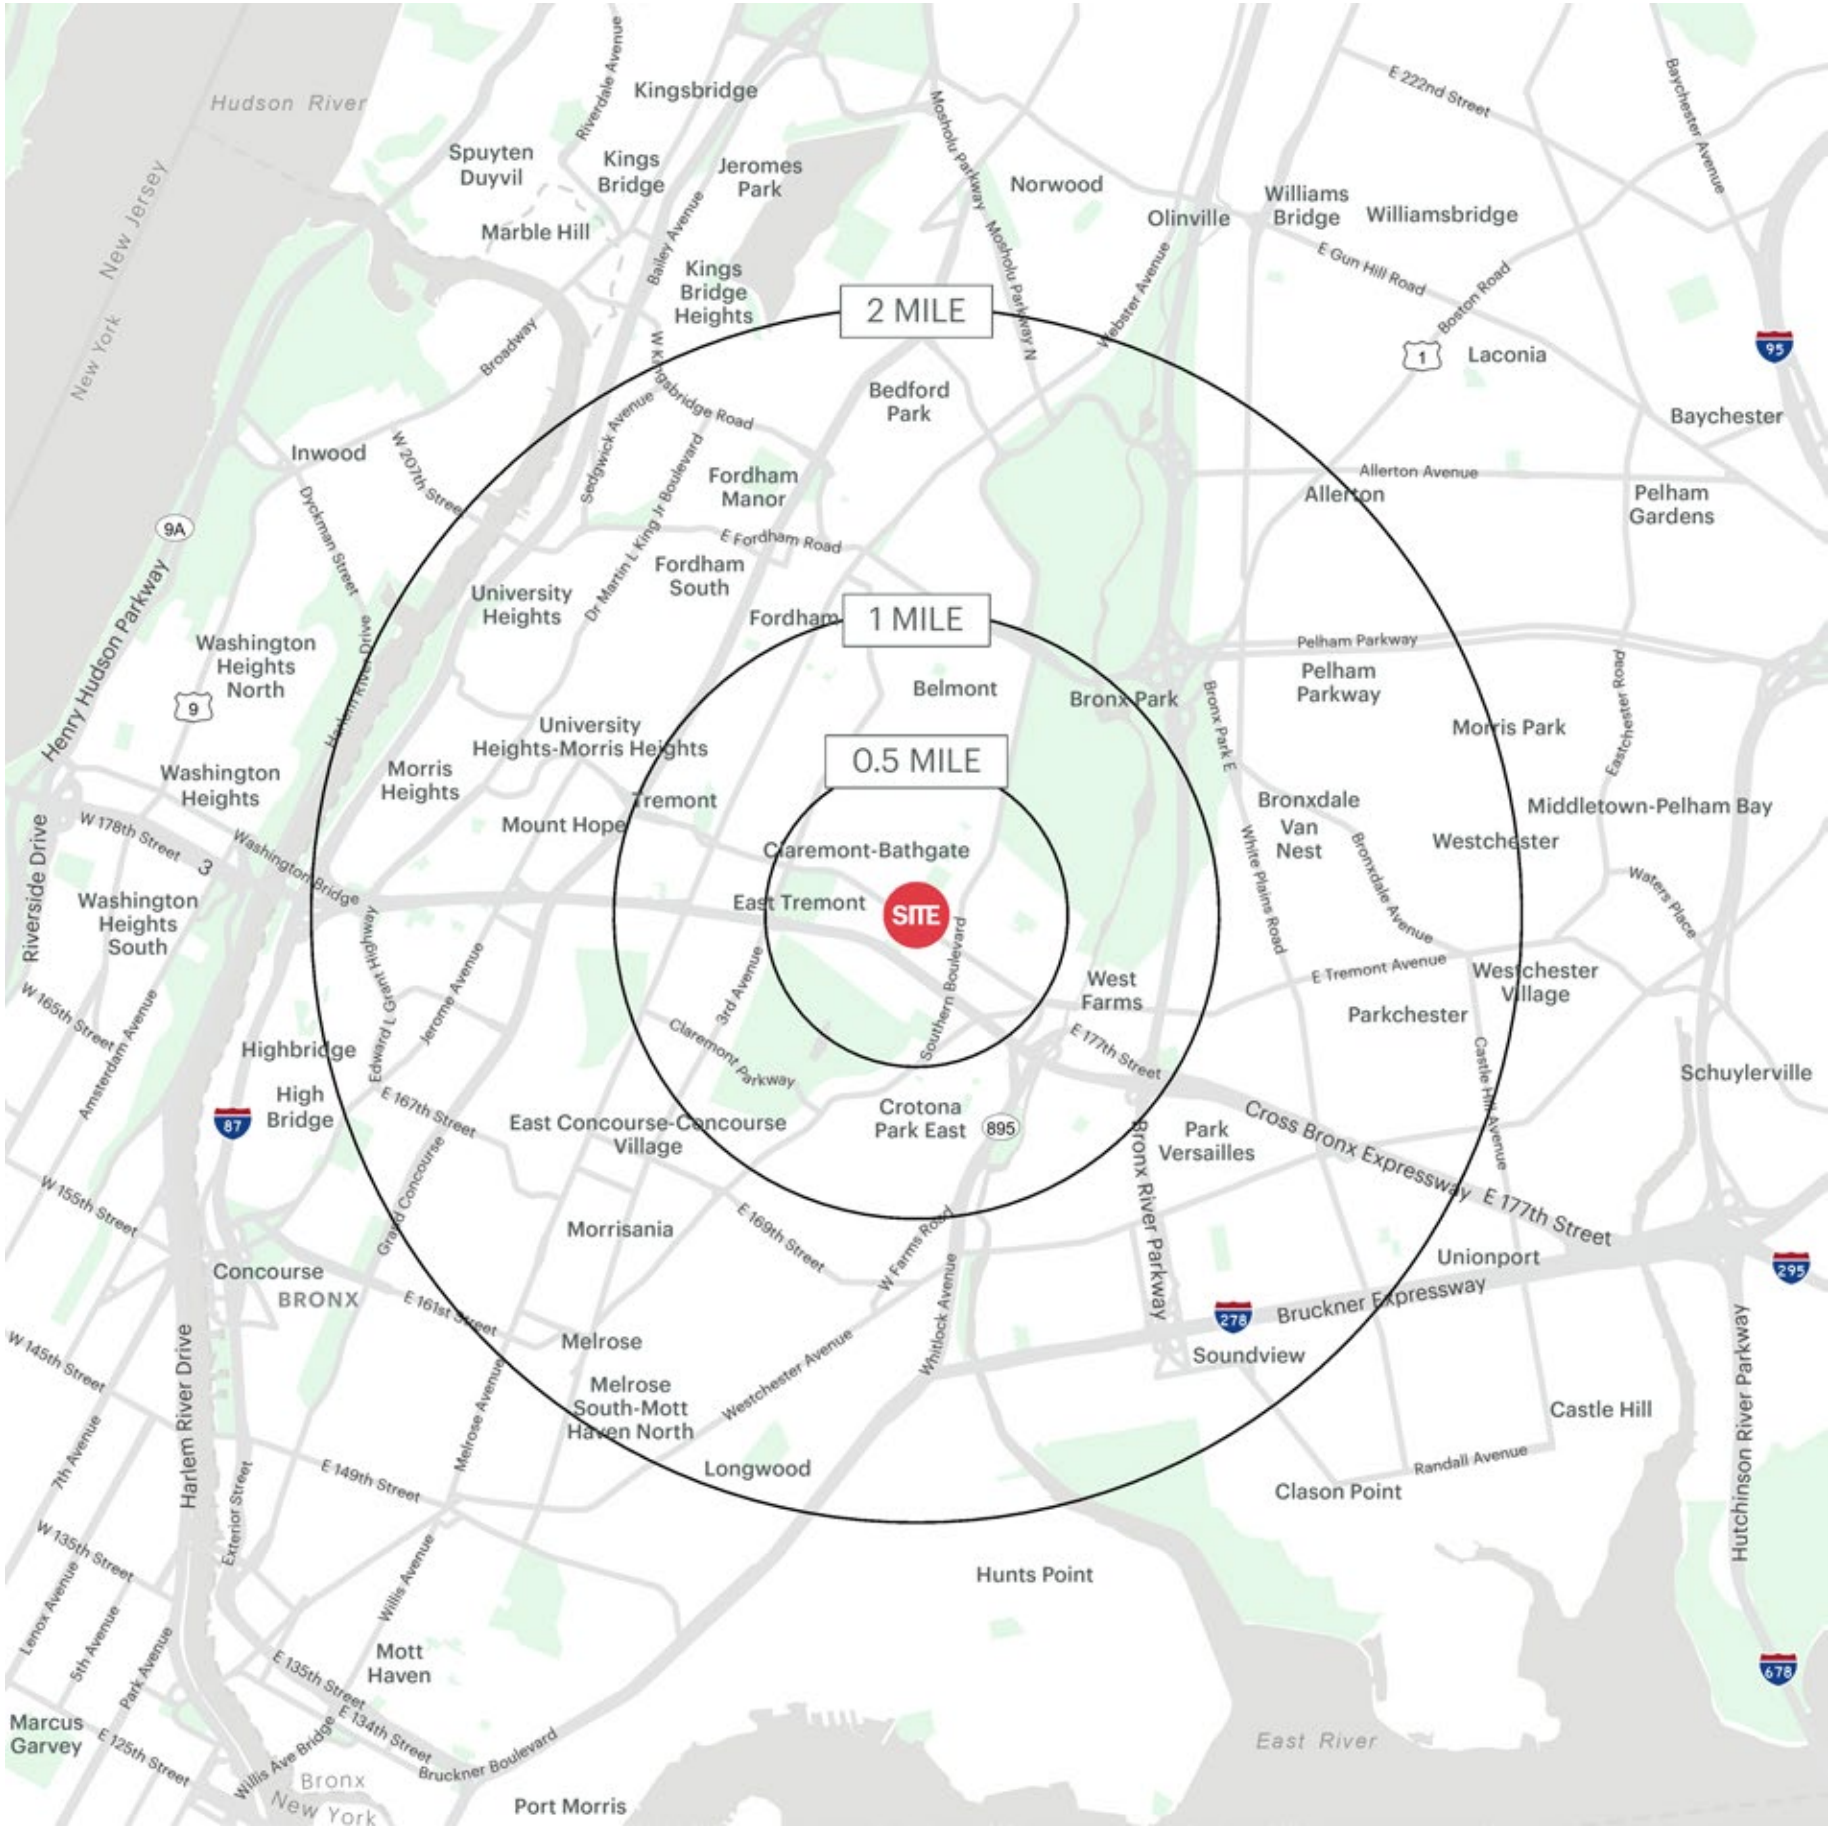 Hudson River
Riverdale Avenue
Kingsbridge
Mosholu Parkway
E 222nd Street
Baychester Avenue
New Jersey
New York
Spuyten
Duyvil
Kings
Bridge
Jeromes
Park
Norwood
Olinville
Williams
Bridge
Williamsbridge
Marble Hill
Bailey Avenue
Mosholu Parkway N
Webster Avenue
E Gun Hill Road
Boston Road
Kings
Bridge
Heights
2 MILE
Broadway
1
Laconia
95
W Kingsbridge Road
Bedford
Park
Baychester
Inwood
W 207th Street
Sedgwick Avenue
Dr Martin L King Jr Boulevard
Fordham
Manor
Allerton Avenue
Allerton
Pelham
Gardens
Dyckman Street
9A
E Fordham Road
Fordham
South
University
Heights
Fordham
1 MILE
Henry Hudson Parkway
Washington
Heights
North
Harlem River Drive
Pelham Parkway
Pelham
Parkway
Eastchester Road
9
Belmont
Bronx Park
Bronx Park E
Morris Park
University
Heights-Morris Heights
0.5 MILE
Washington
Heights
Morris
Heights
Tremont
Mount Hope
Bronxdale
Van
Nest
Middletown-Pelham Bay
Westchester
W 178th Street
3
Washington Bridge
Claremont-Bathgate
White Plains Road
Bronxdale Avenue
Waters Place
Riverside Drive
Washington
Heights
South
East Tremont
SITE
Edward L Grant Highway
Jerome Avenue
3rd Avenue
Southern Boulevard
West
Farms
E Tremont Avenue
Westchester
Village
W 165th Street
Amsterdam Avenue
Parkchester
Highbridge
Claremont Parkway
E 177th Street
Castle Hill Avenue
Schuylerville
High
Bridge
87
E 167th Street
East Concourse-Concourse
Village
Crotona
Park East
895
Park
Versailles
Cross Bronx Expressway
Bronx River Parkway
W 155th Street
Grand Concourse
Morrisania
E 169th Street
W Farms Road
E 177th Street
Unionport
Concourse
BRONX
295
E 161st Street
Whitlock Avenue
278
Bruckner Expressway
W 145th Street
Harlem River Drive
Melrose
Soundview
Hutchinson River Parkway
Melrose Avenue
Melrose
South-Mott
Haven North
Westchester Avenue
Castle Hill
7th Avenue
Exterior Street
E 149th Street
Longwood
Randall Avenue
Clason Point
W 135th Street
Willis Avenue
Hunts Point
Lenox Avenue
5th Avenue
Park Avenue
Mott
Haven
E 135th Street
678
Marcus
Garvey
E 125th Street
Willis Ave Bridge
E 134th Street
Bruckner Boulevard
East River
Bronx
New York
Port Morris